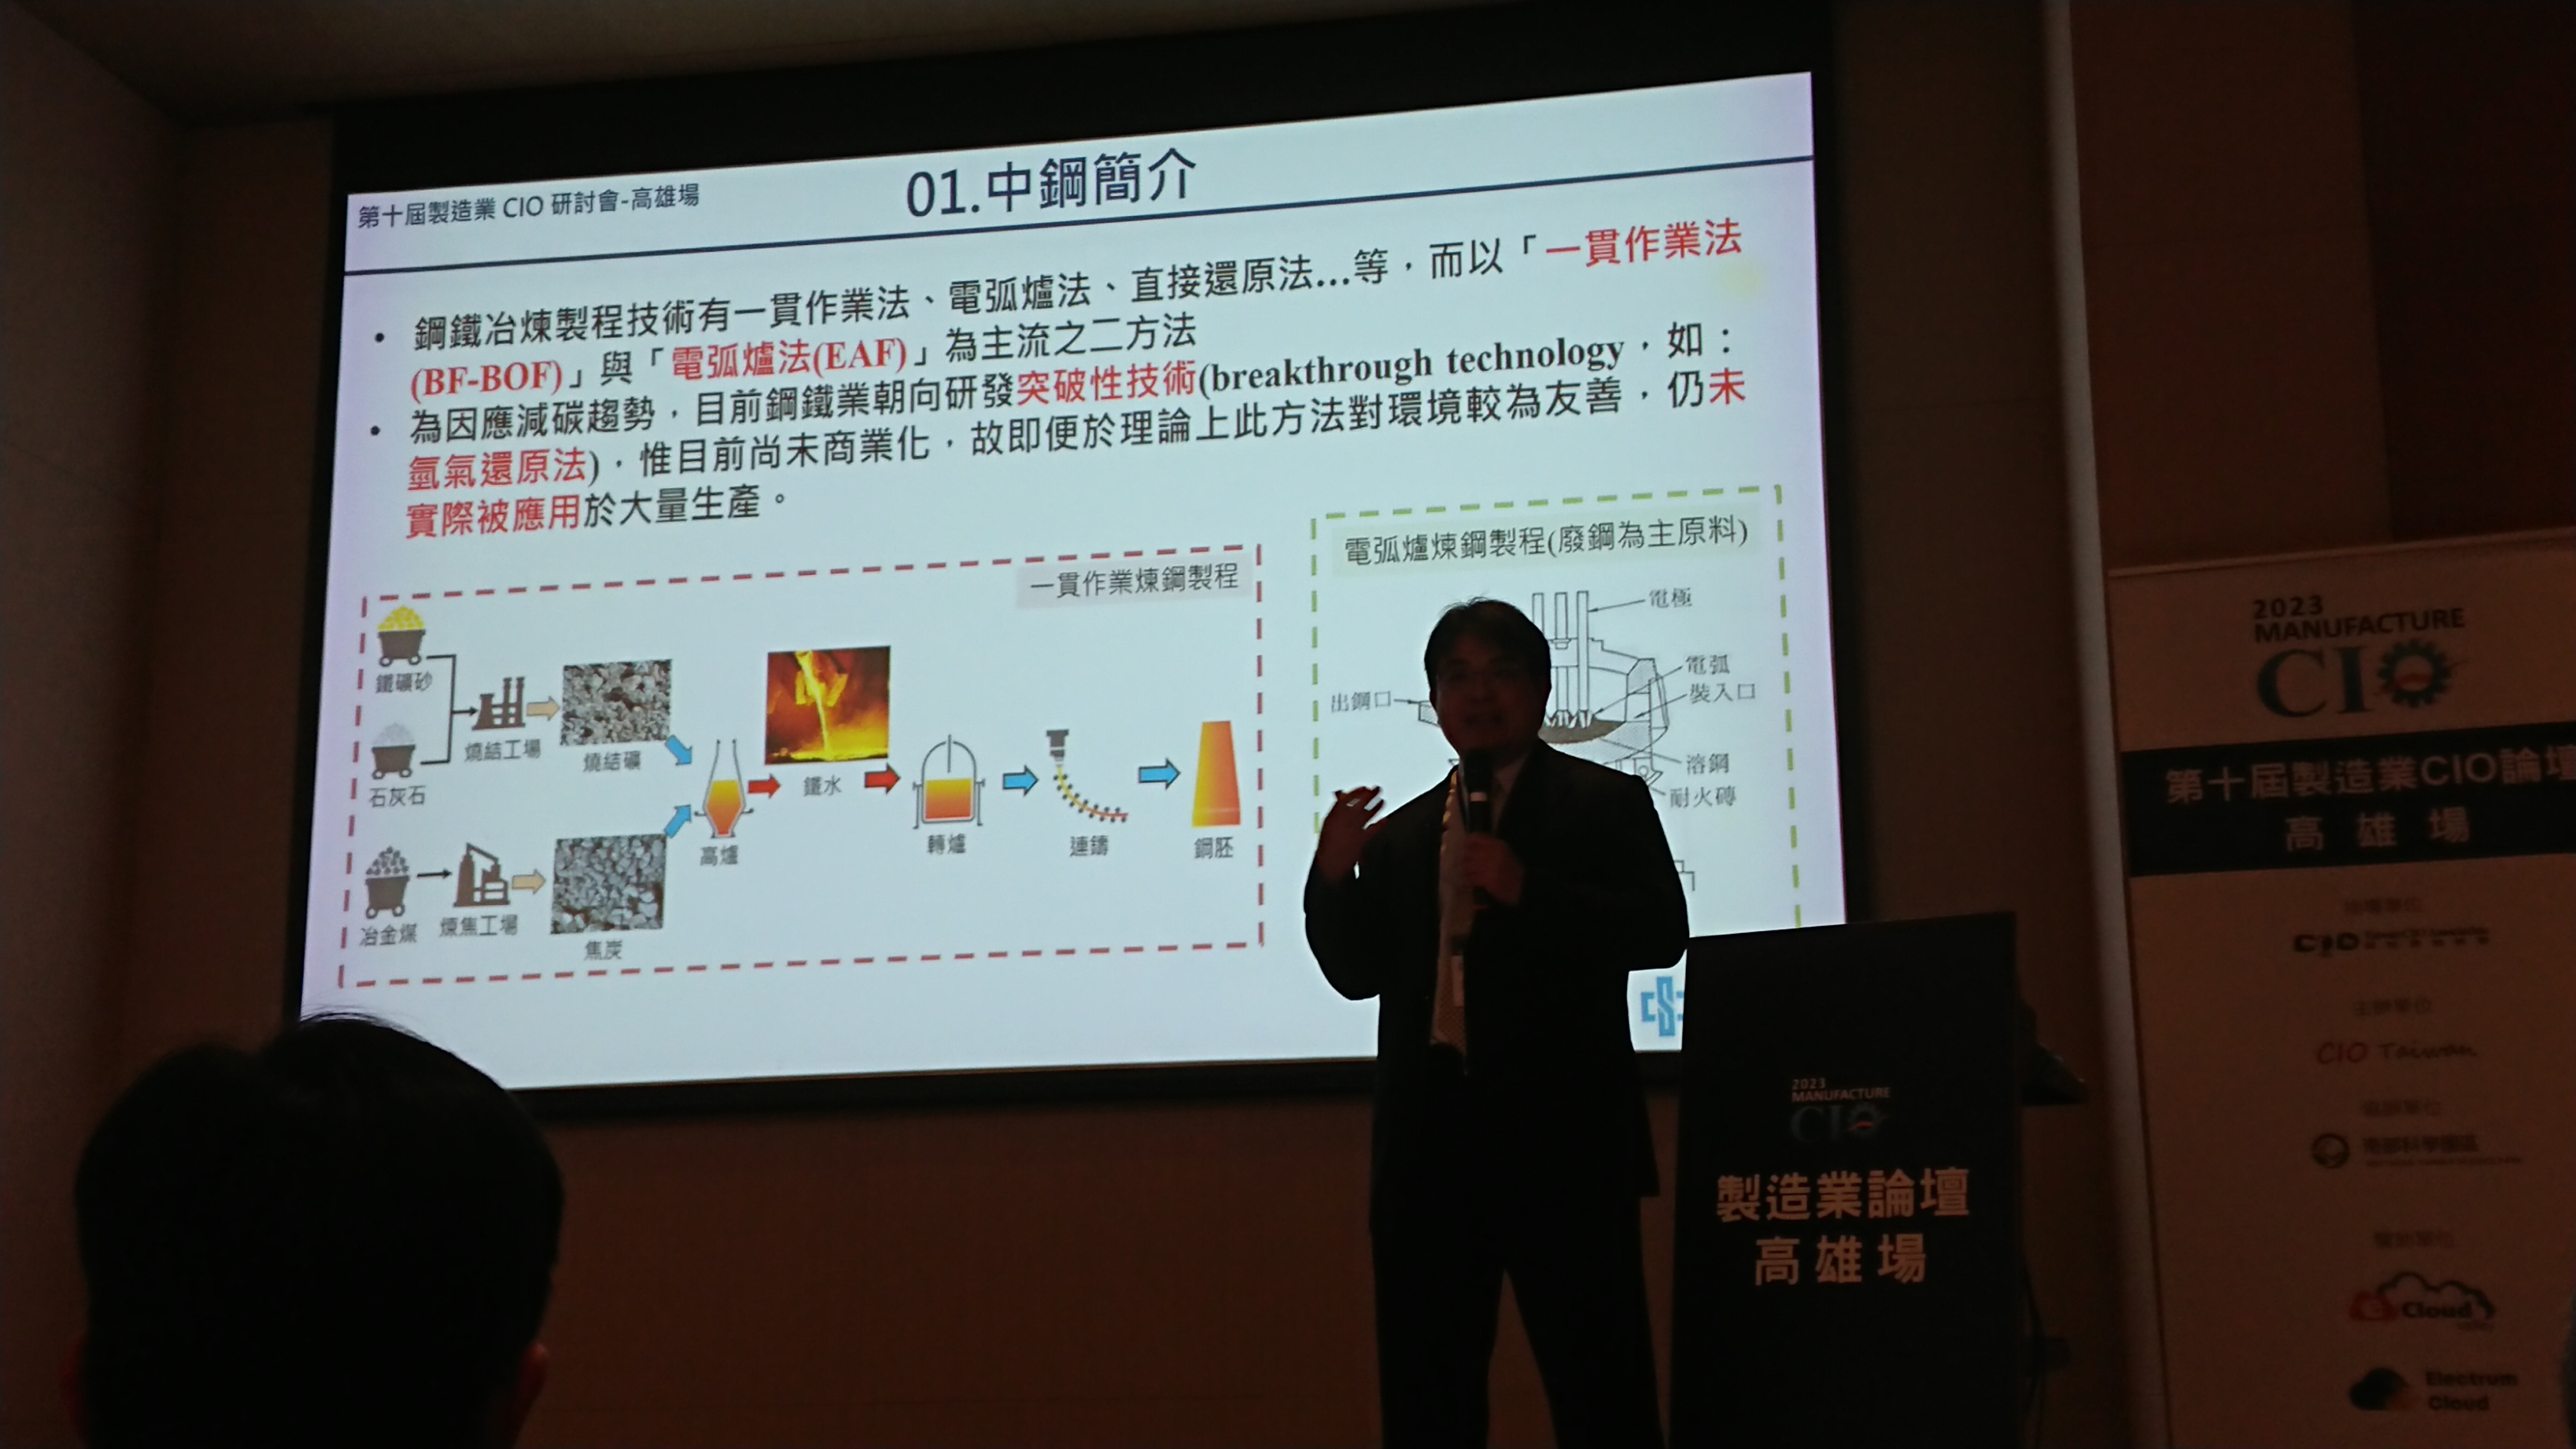 第十屆製造業 CIO 研討會-高雄場
01.中鋼簡介
• 鋼鐵冶煉製程技術有一貫作業法、電弧爐法、直接還原法...等，而以「一貫作業法
(BF-BOF)」與「電弧爐法(EAF)」為主流之二方法
• 為因應減碳趨勢，目前鋼鐵業朝向研發突破性技術(breakthrough technology，如：
氫氣還原法)，惟目前尚未商業化，故即便於理論上此方法對環境較為友善，仍未
實際被應用於大量生產。
一貫作業煉鋼製程
鐵礦砂
石灰石
燒結工場
燒結礦
冶金煤
煉焦工場
焦炭
高爐
鐵水
轉爐
連鑄
鋼胚
電弧爐煉鋼製程(廢鋼為主原料)
電極
電弧
裝入口
出鋼口
溶鋼
耐火磚
2023
MANUFACTURE
CIO
製造業論壇
高雄場
2023
MANUFACTURE
CIO
第十屆製造業CIO論壇
高雄場
CIO
CIO Taiwan
Cloud
Electrum
Cloud